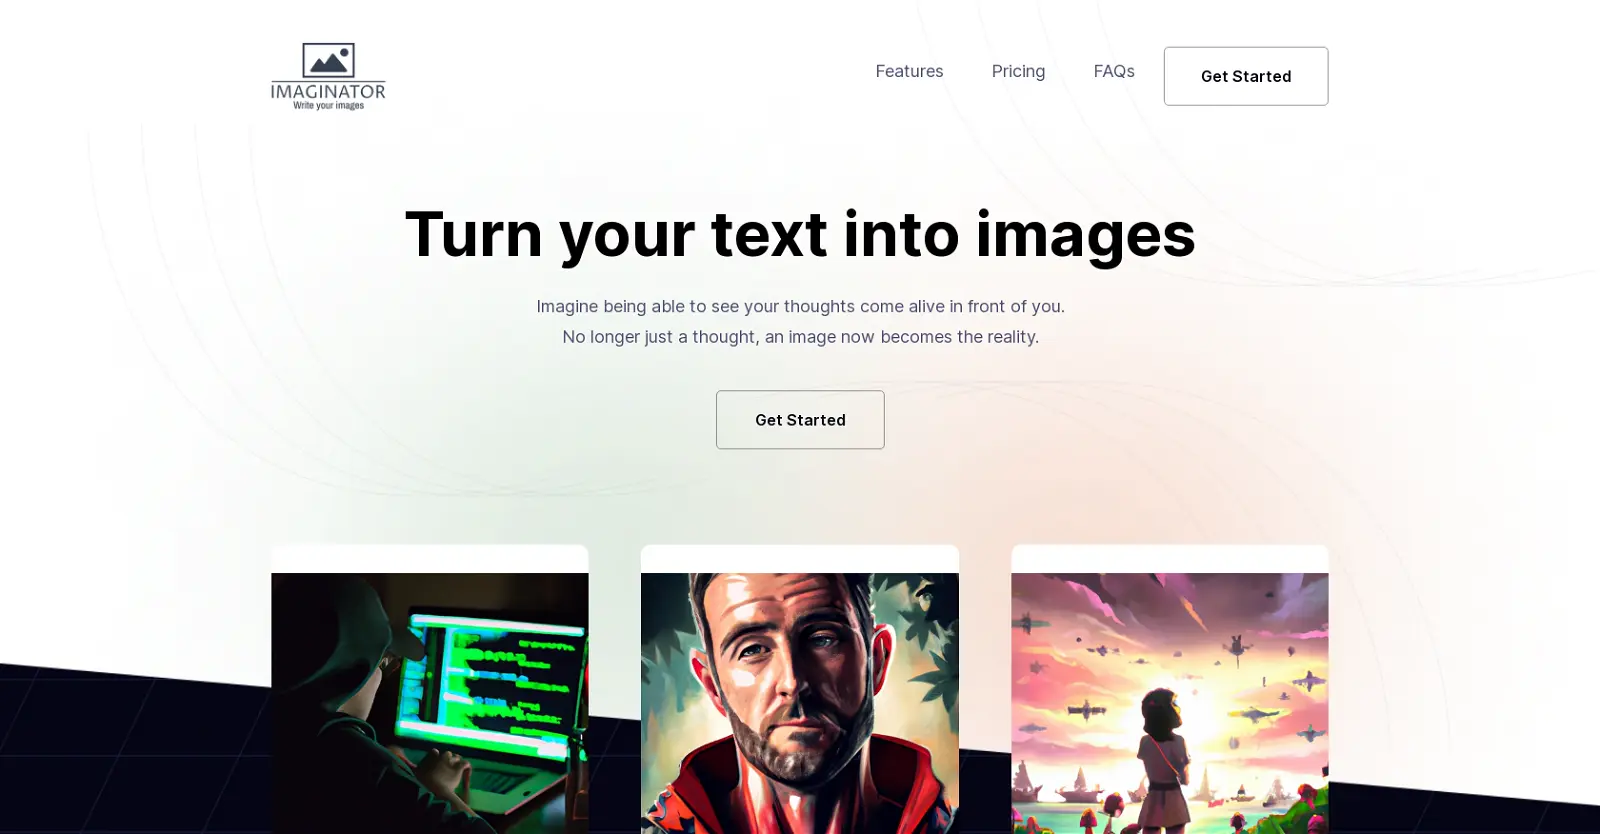 IMAGINATOR
Write your images
Features
Pricing
FAQs
Get Started
Turn your text into images
Imagine being able to see your thoughts come alive in front of you.
No longer just a thought, an image now becomes the reality.
Get Started